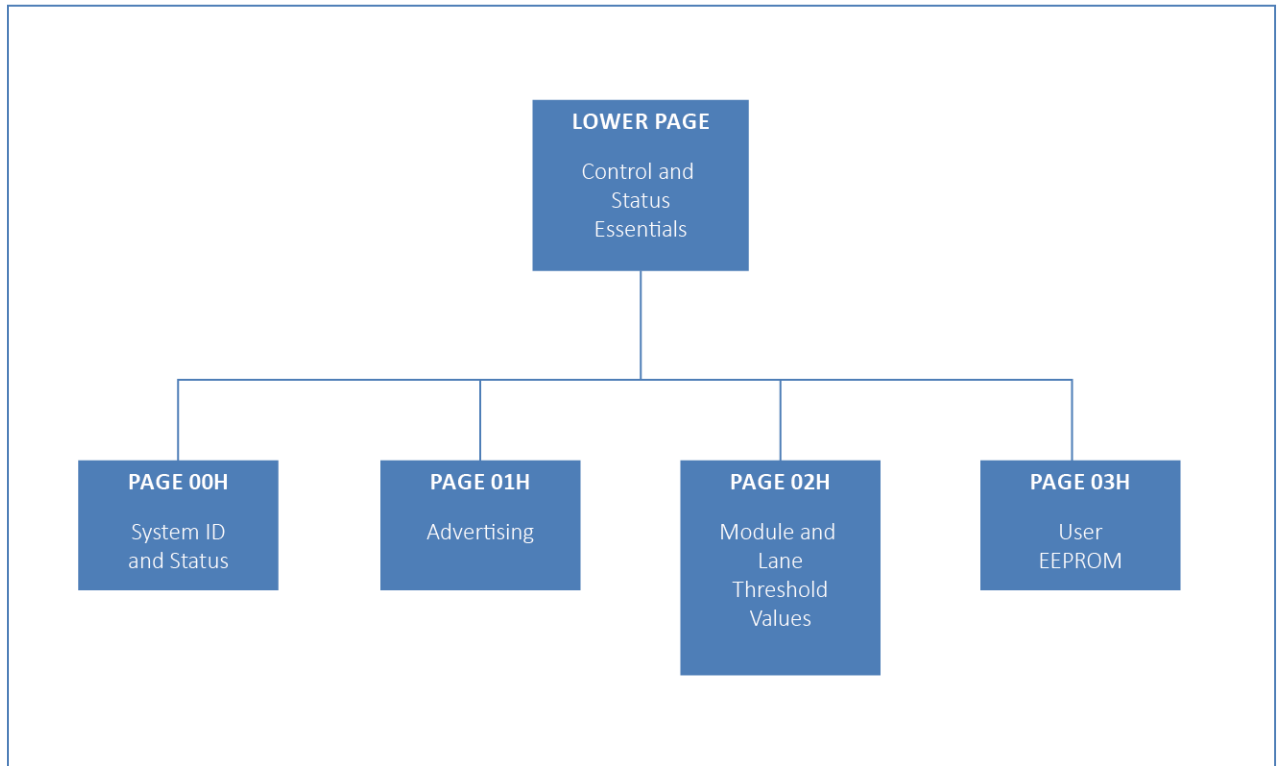 LOWER PAGE
Control and
Status
Essentials
PAGE 00H
System ID
and Status
PAGE 01H
Advertising
PAGE 02H
Module and
Lane
Threshold
Values
PAGE 03H
User
EEPROM